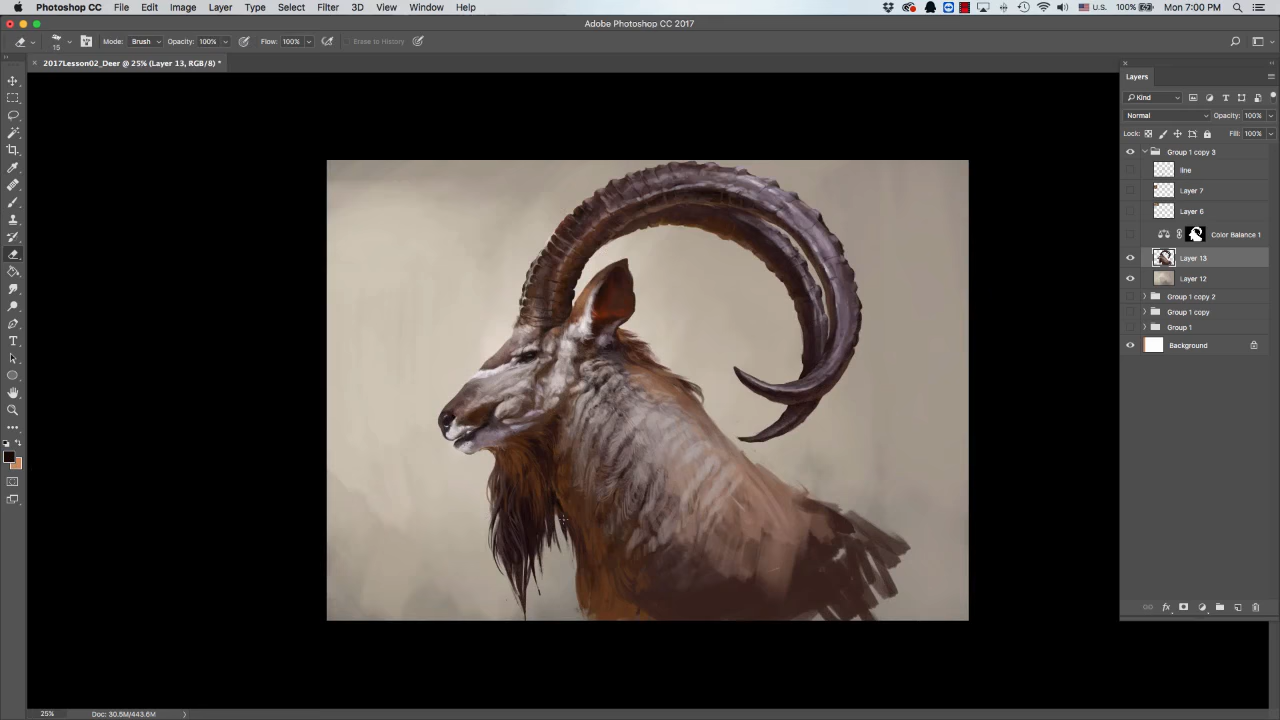 Photoshop CC File Edit Image Layer Type Select Filter 3D View Window Help U.S. 100% Mon 7:00 PM
Adobe Photoshop CC 2017
15 Mode: Brush Opacity: 100% Flow: 100% Erase to History
2017Lesson02_Deer @ 25% (Layer 13, RGB/8) *
Layers
Kind
Normal Opacity: 100%
Lock: Fill: 100%
Group 1 copy 3
line
Layer 7
Layer 6
Color Balance 1
Layer 13
Layer 12
Group 1 copy 2
Group 1 copy
Group 1
Background
25% Doc: 30.5M/443.6M